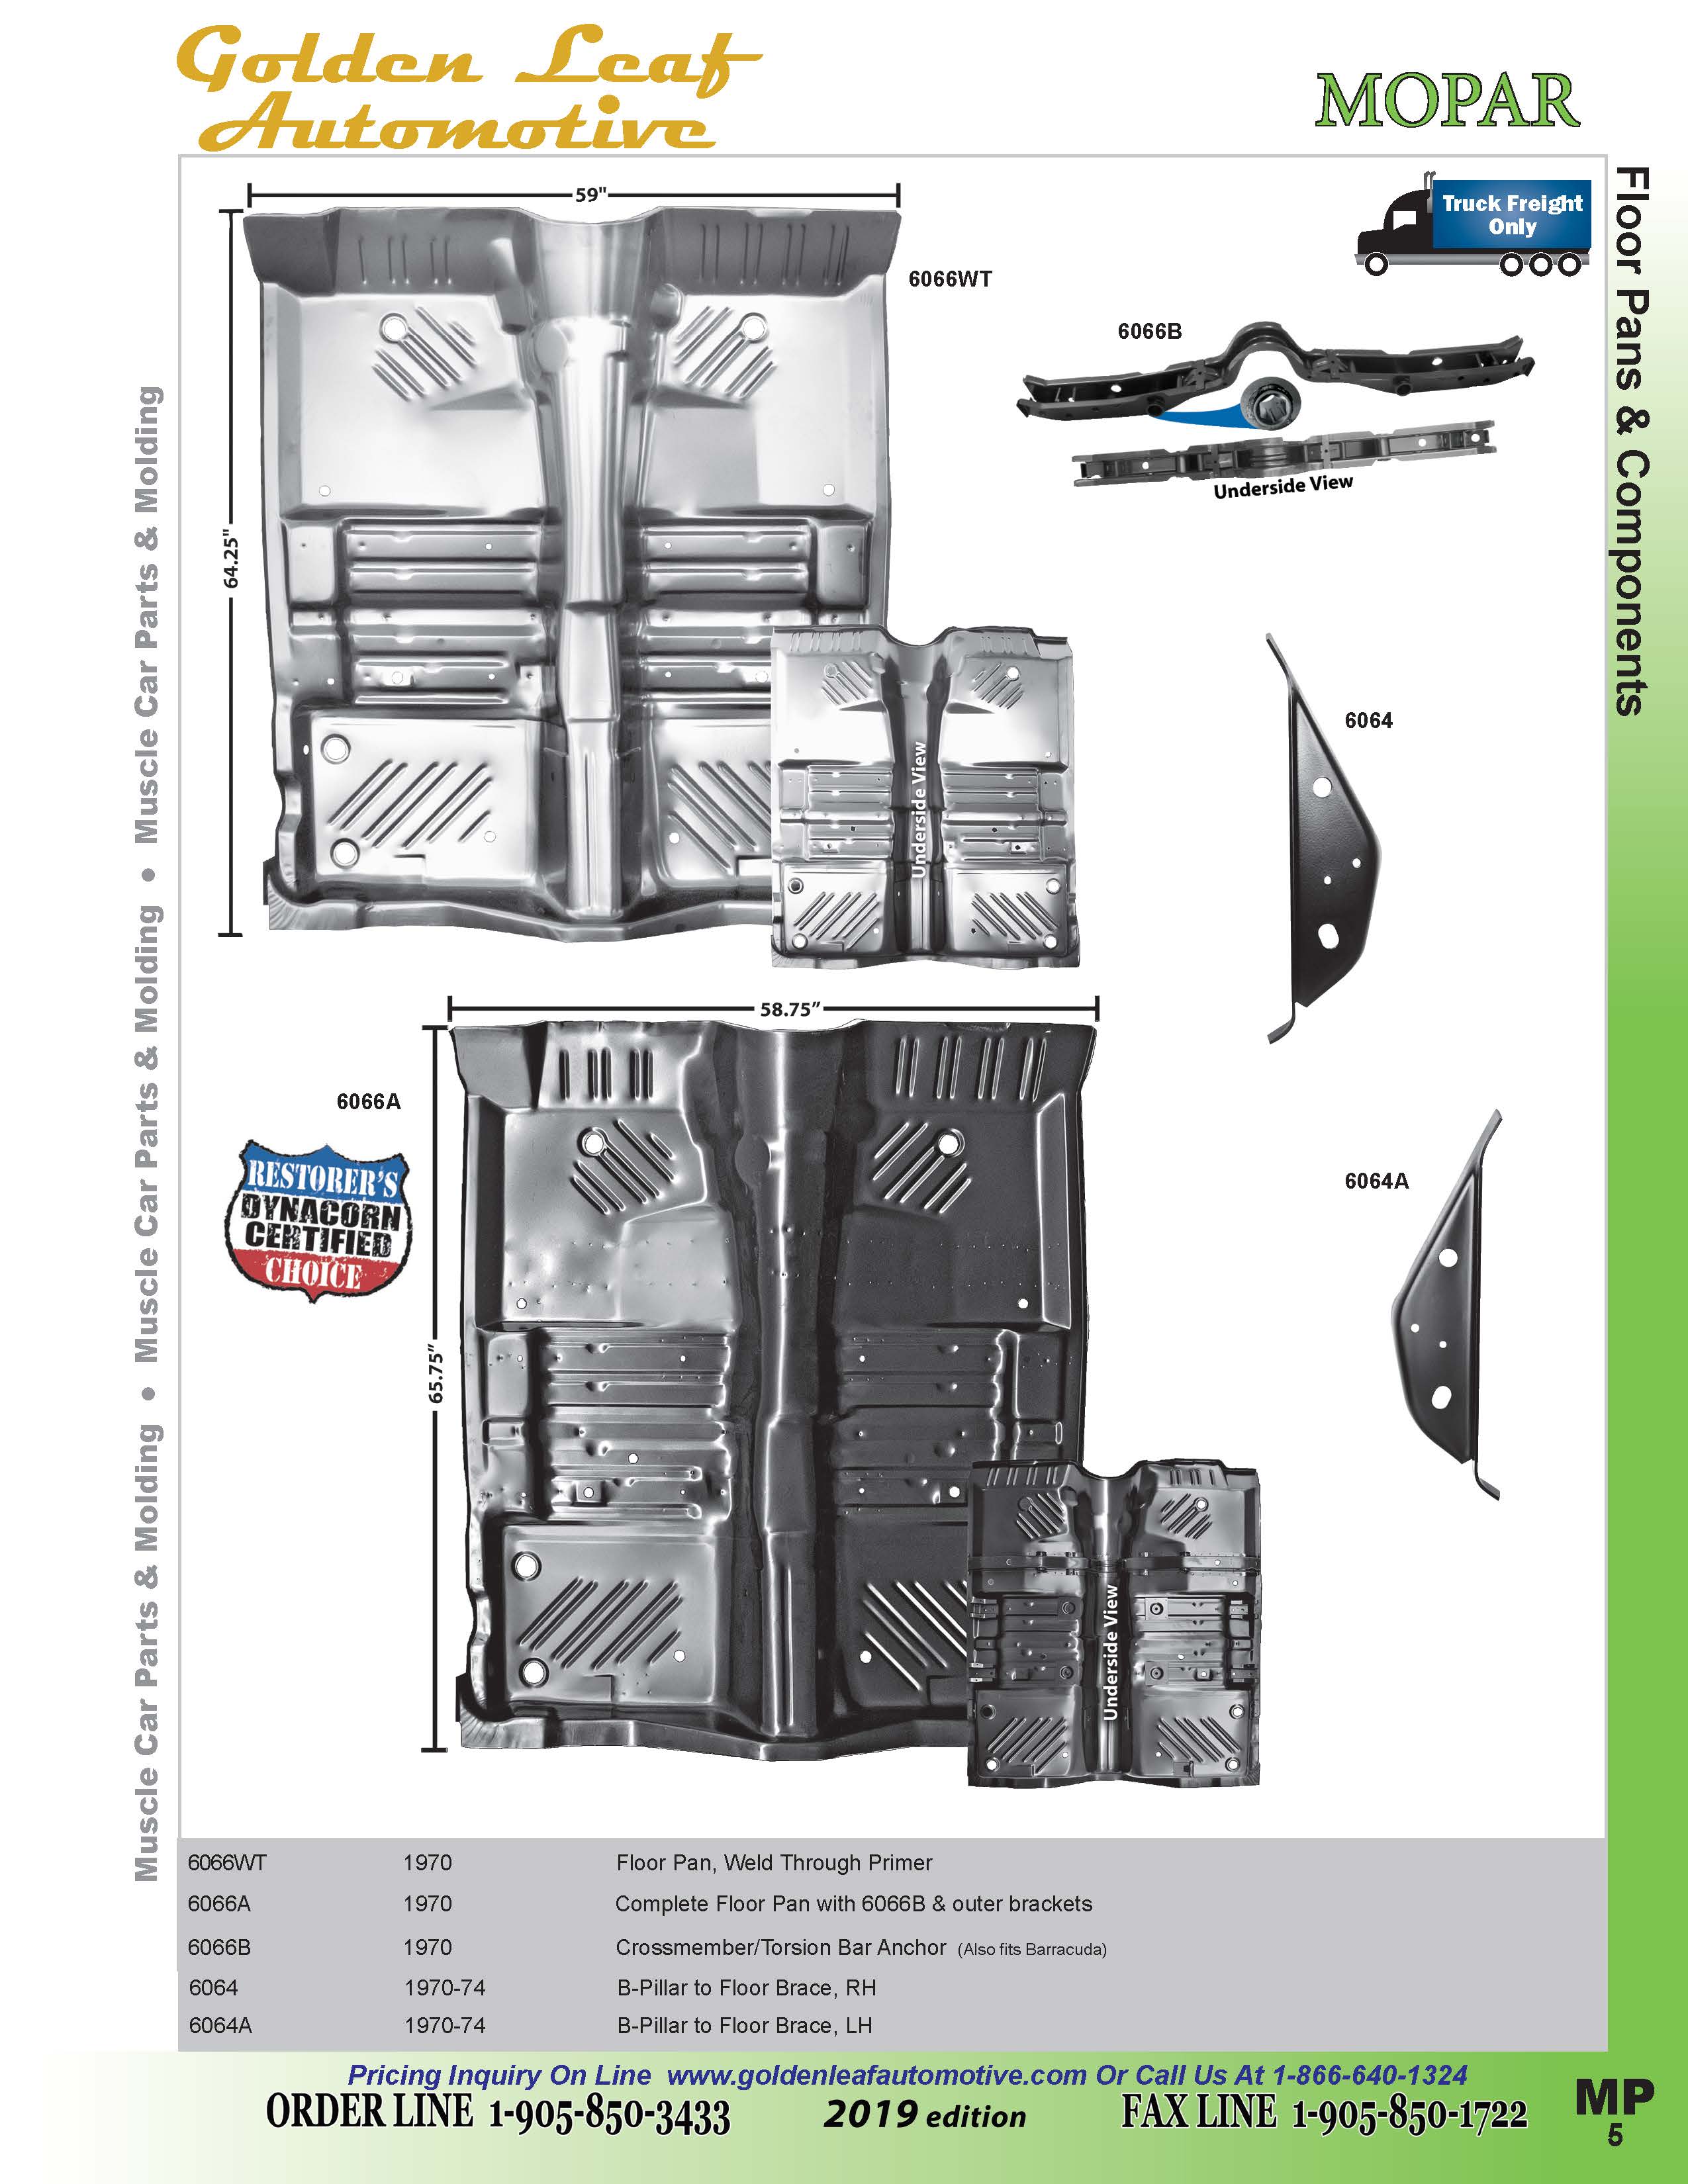 Golden Leaf
Automotive
MOPAR
Floor Pans & Components
Muscle Car Parts & Molding • Muscle Car Parts & Molding • Muscle Car Parts & Molding
Truck Freight
Only
59"
64.25"
6066WT
6066B
Underside View
Underside View
6064
58.75”
65.75”
6066A
RESTORER'S
DYNACORN
CERTIFIED
CHOICE
6064A
Underside View
6066WT 1970 Floor Pan, Weld Through Primer
6066A 1970 Complete Floor Pan with 6066B & outer brackets
6066B 1970 Crossmember/Torsion Bar Anchor (Also fits Barracuda)
6064 1970-74 B-Pillar to Floor Brace, RH
6064A 1970-74 B-Pillar to Floor Brace, LH
Pricing Inquiry On Line www.goldenleafautomotive.com Or Call Us At 1-866-640-1324
ORDER LINE 1-905-850-3433 2019 edition FAX LINE 1-905-850-1722
MP
5